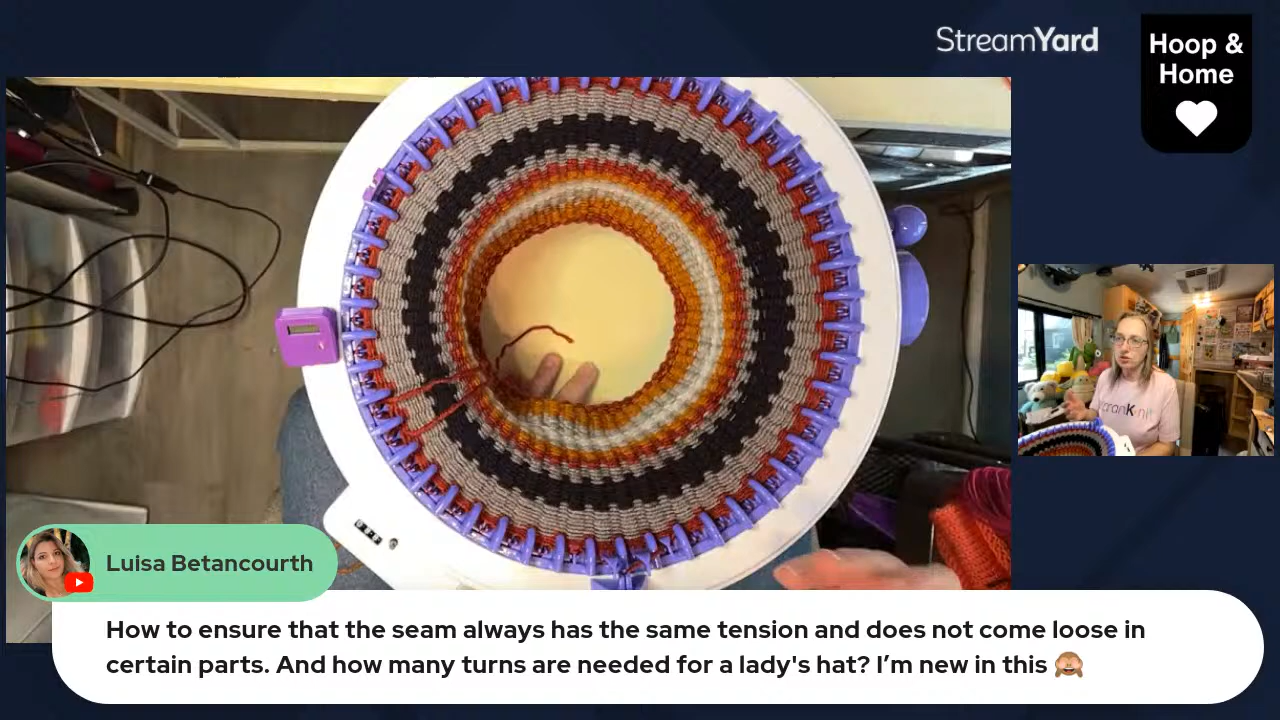 StreamYard
Hoop &
Home
Luisa Betancourth
How to ensure that the seam always has the same tension and does not come loose in
certain parts. And how many turns are needed for a lady's hat? I’m new in this 🙈